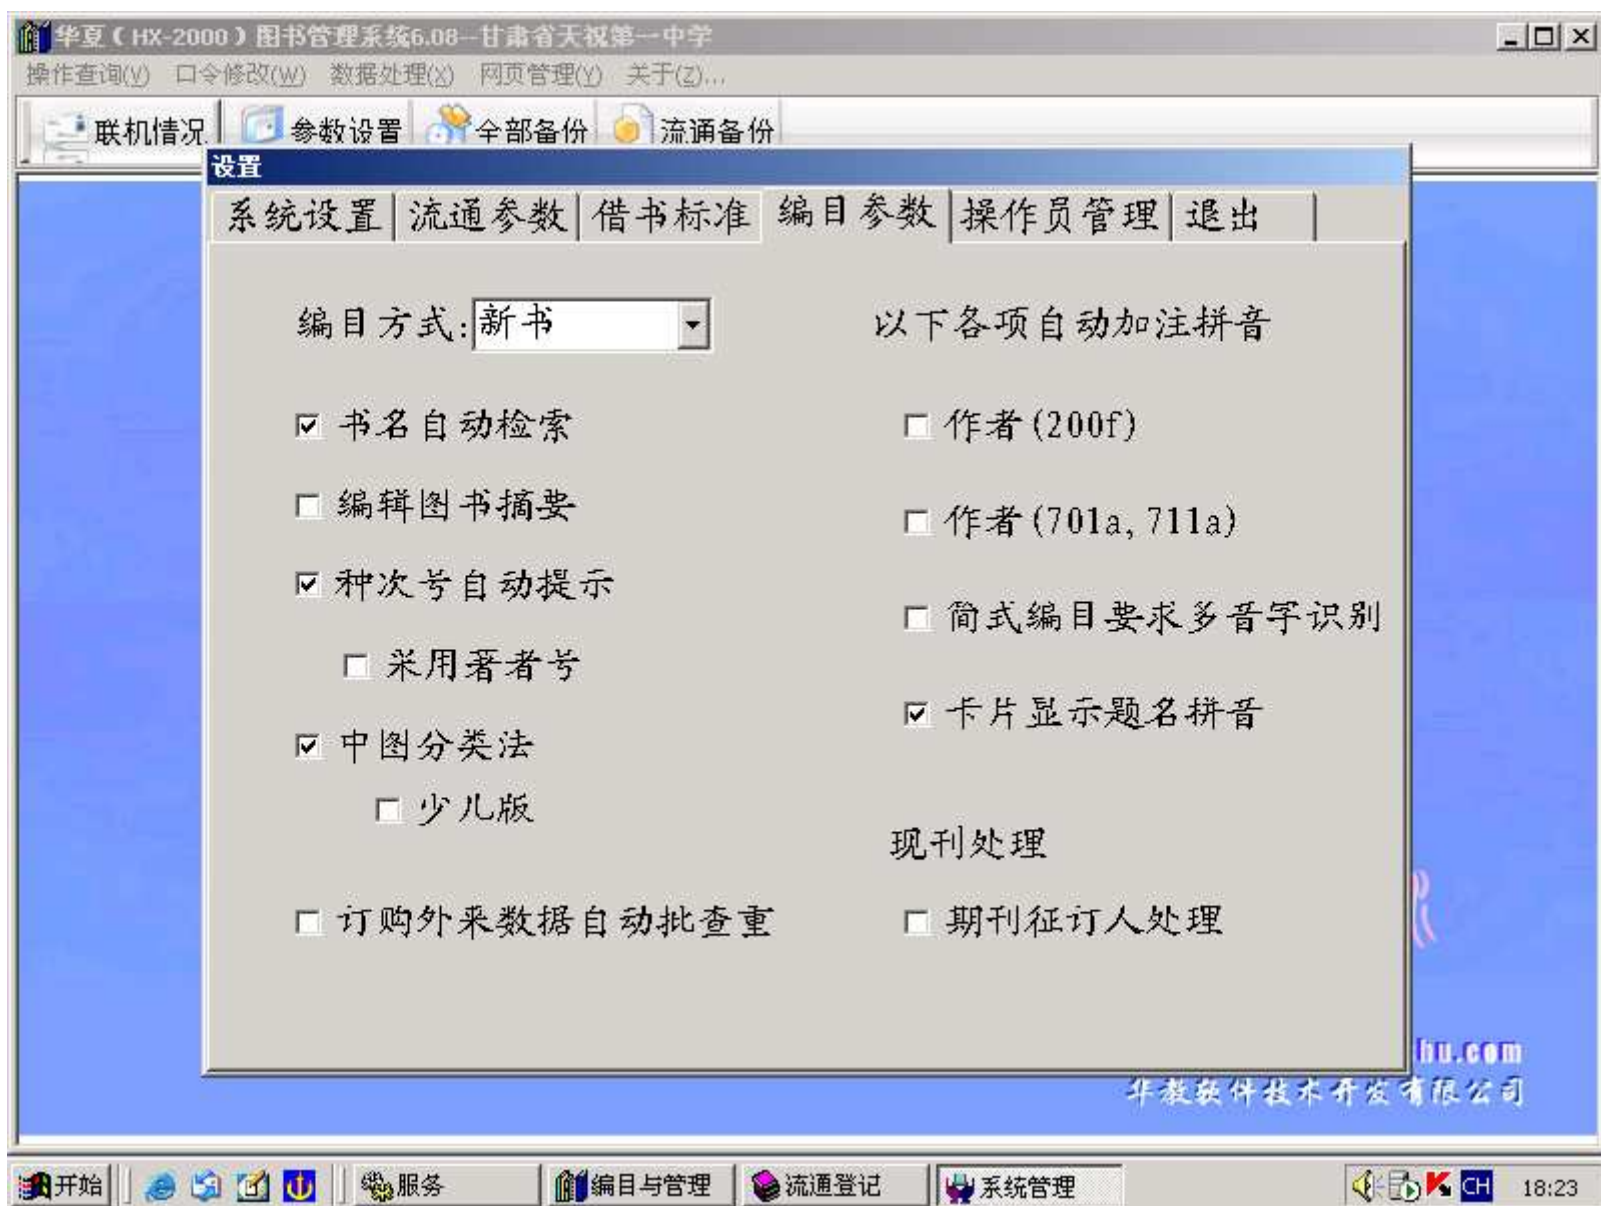 华夏(HX-2000)图书管理系统6.08--甘肃省天祝第一中学
操作查询(V) 口令修改(W) 数据处理(X) 网页管理(Y) 关于(Z)...
联机情况 参数设置 全部备份 流通备份
设置
系统设置 流通参数 借书标准 编目参数 操作员管理 退出
编目方式:新书 以下各项自动加注拼音
书名自动检索 作者(200f)
编辑图书摘要 作者(701a,711a)
种次号自动提示 简式编目要求多音字识别
采用著者号
中图分类法 卡片显示题名拼音
少儿版
现刊处理
订购外来数据自动批查重 期刊征订人处理
hu.com
华教软件技术开发有限公司
开始 服务 编目与管理 流通登记 系统管理 CH 18:23